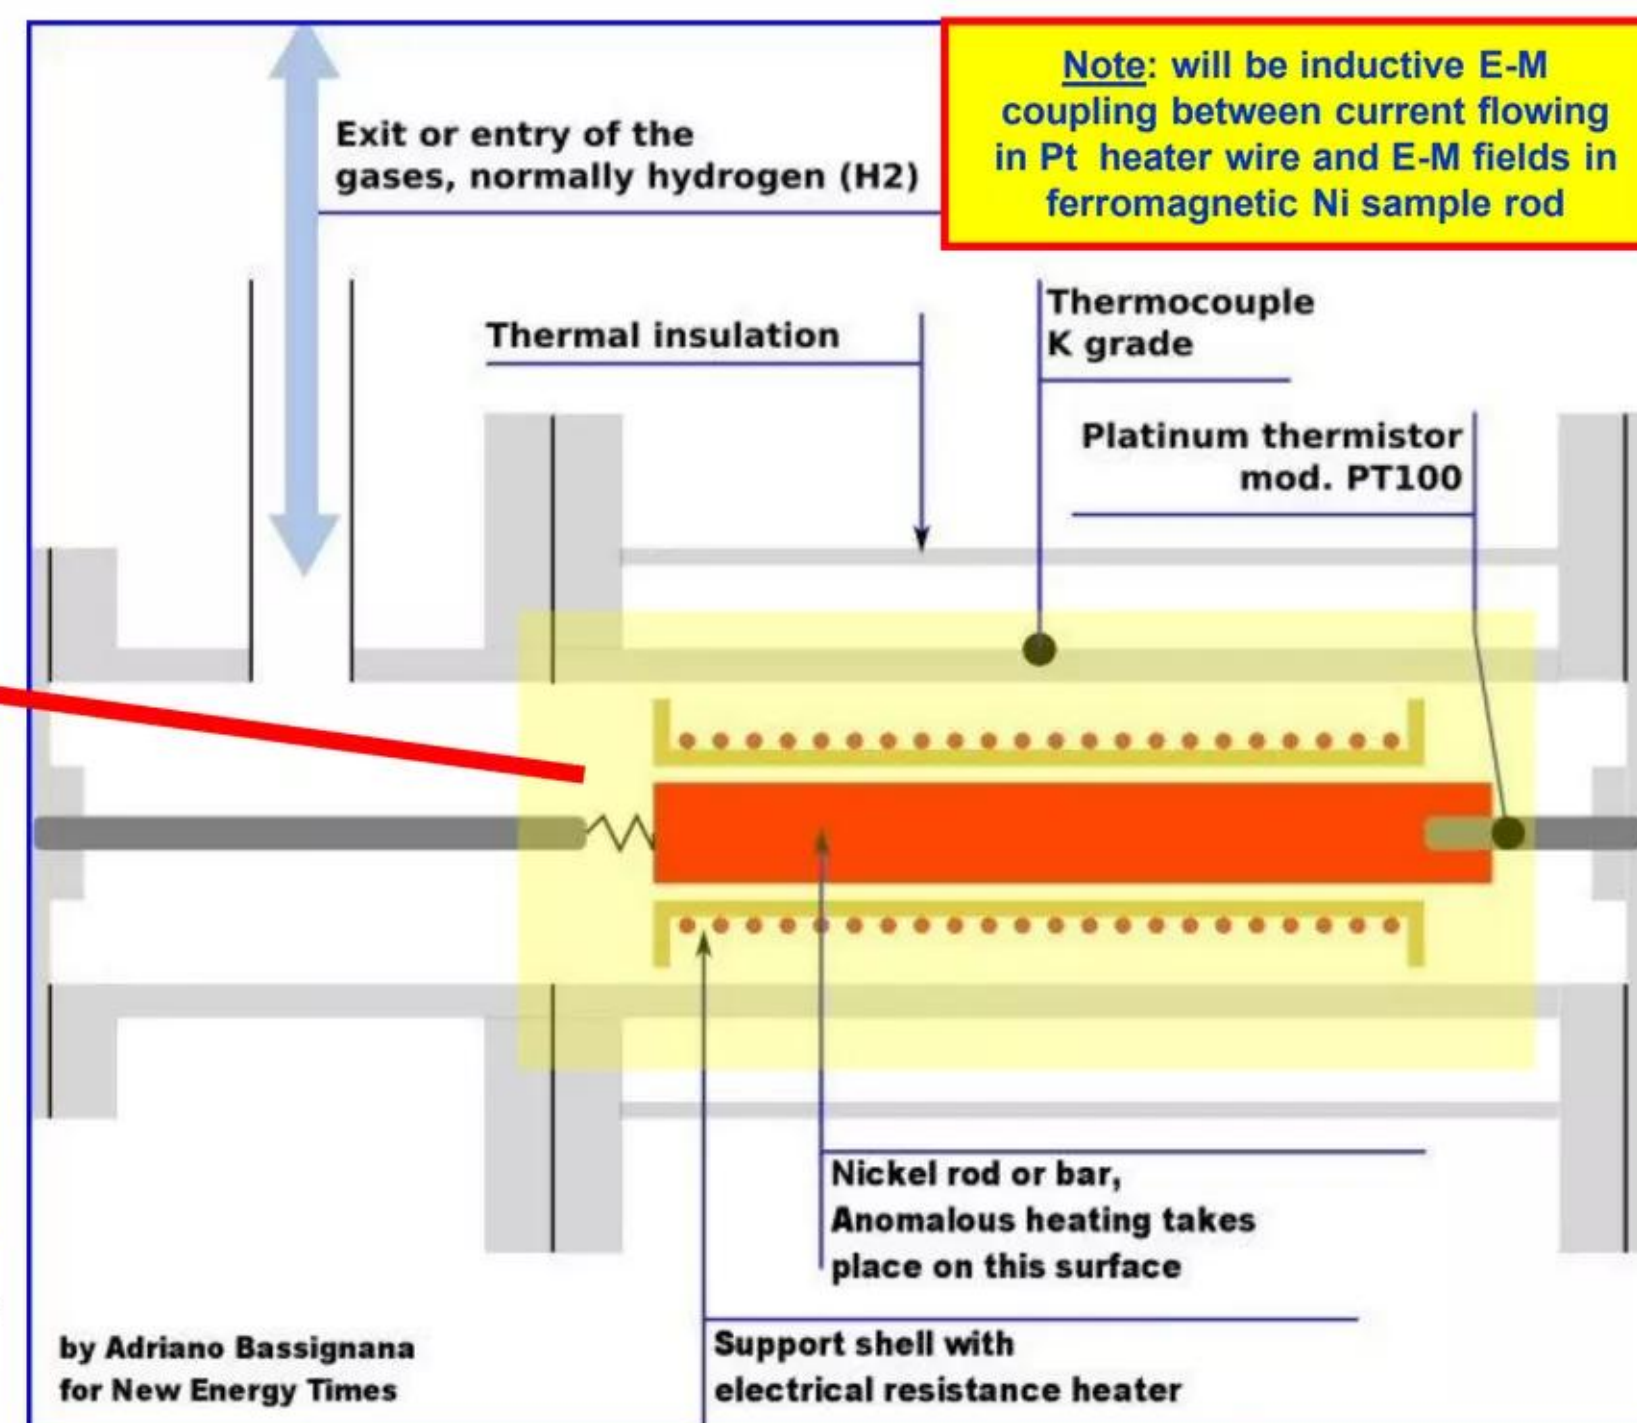 Note: will be inductive E-M
coupling between current flowing
in Pt heater wire and E-M fields in
ferromagnetic Ni sample rod
Exit or entry of the
gases, normally hydrogen (H2)
Thermal insulation
Thermocouple
K grade
Platinum thermistor
mod. PT100
Nickel rod or bar,
Anomalous heating takes
place on this surface
Support shell with
electrical resistance heater
by Adriano Bassignana
for New Energy Times